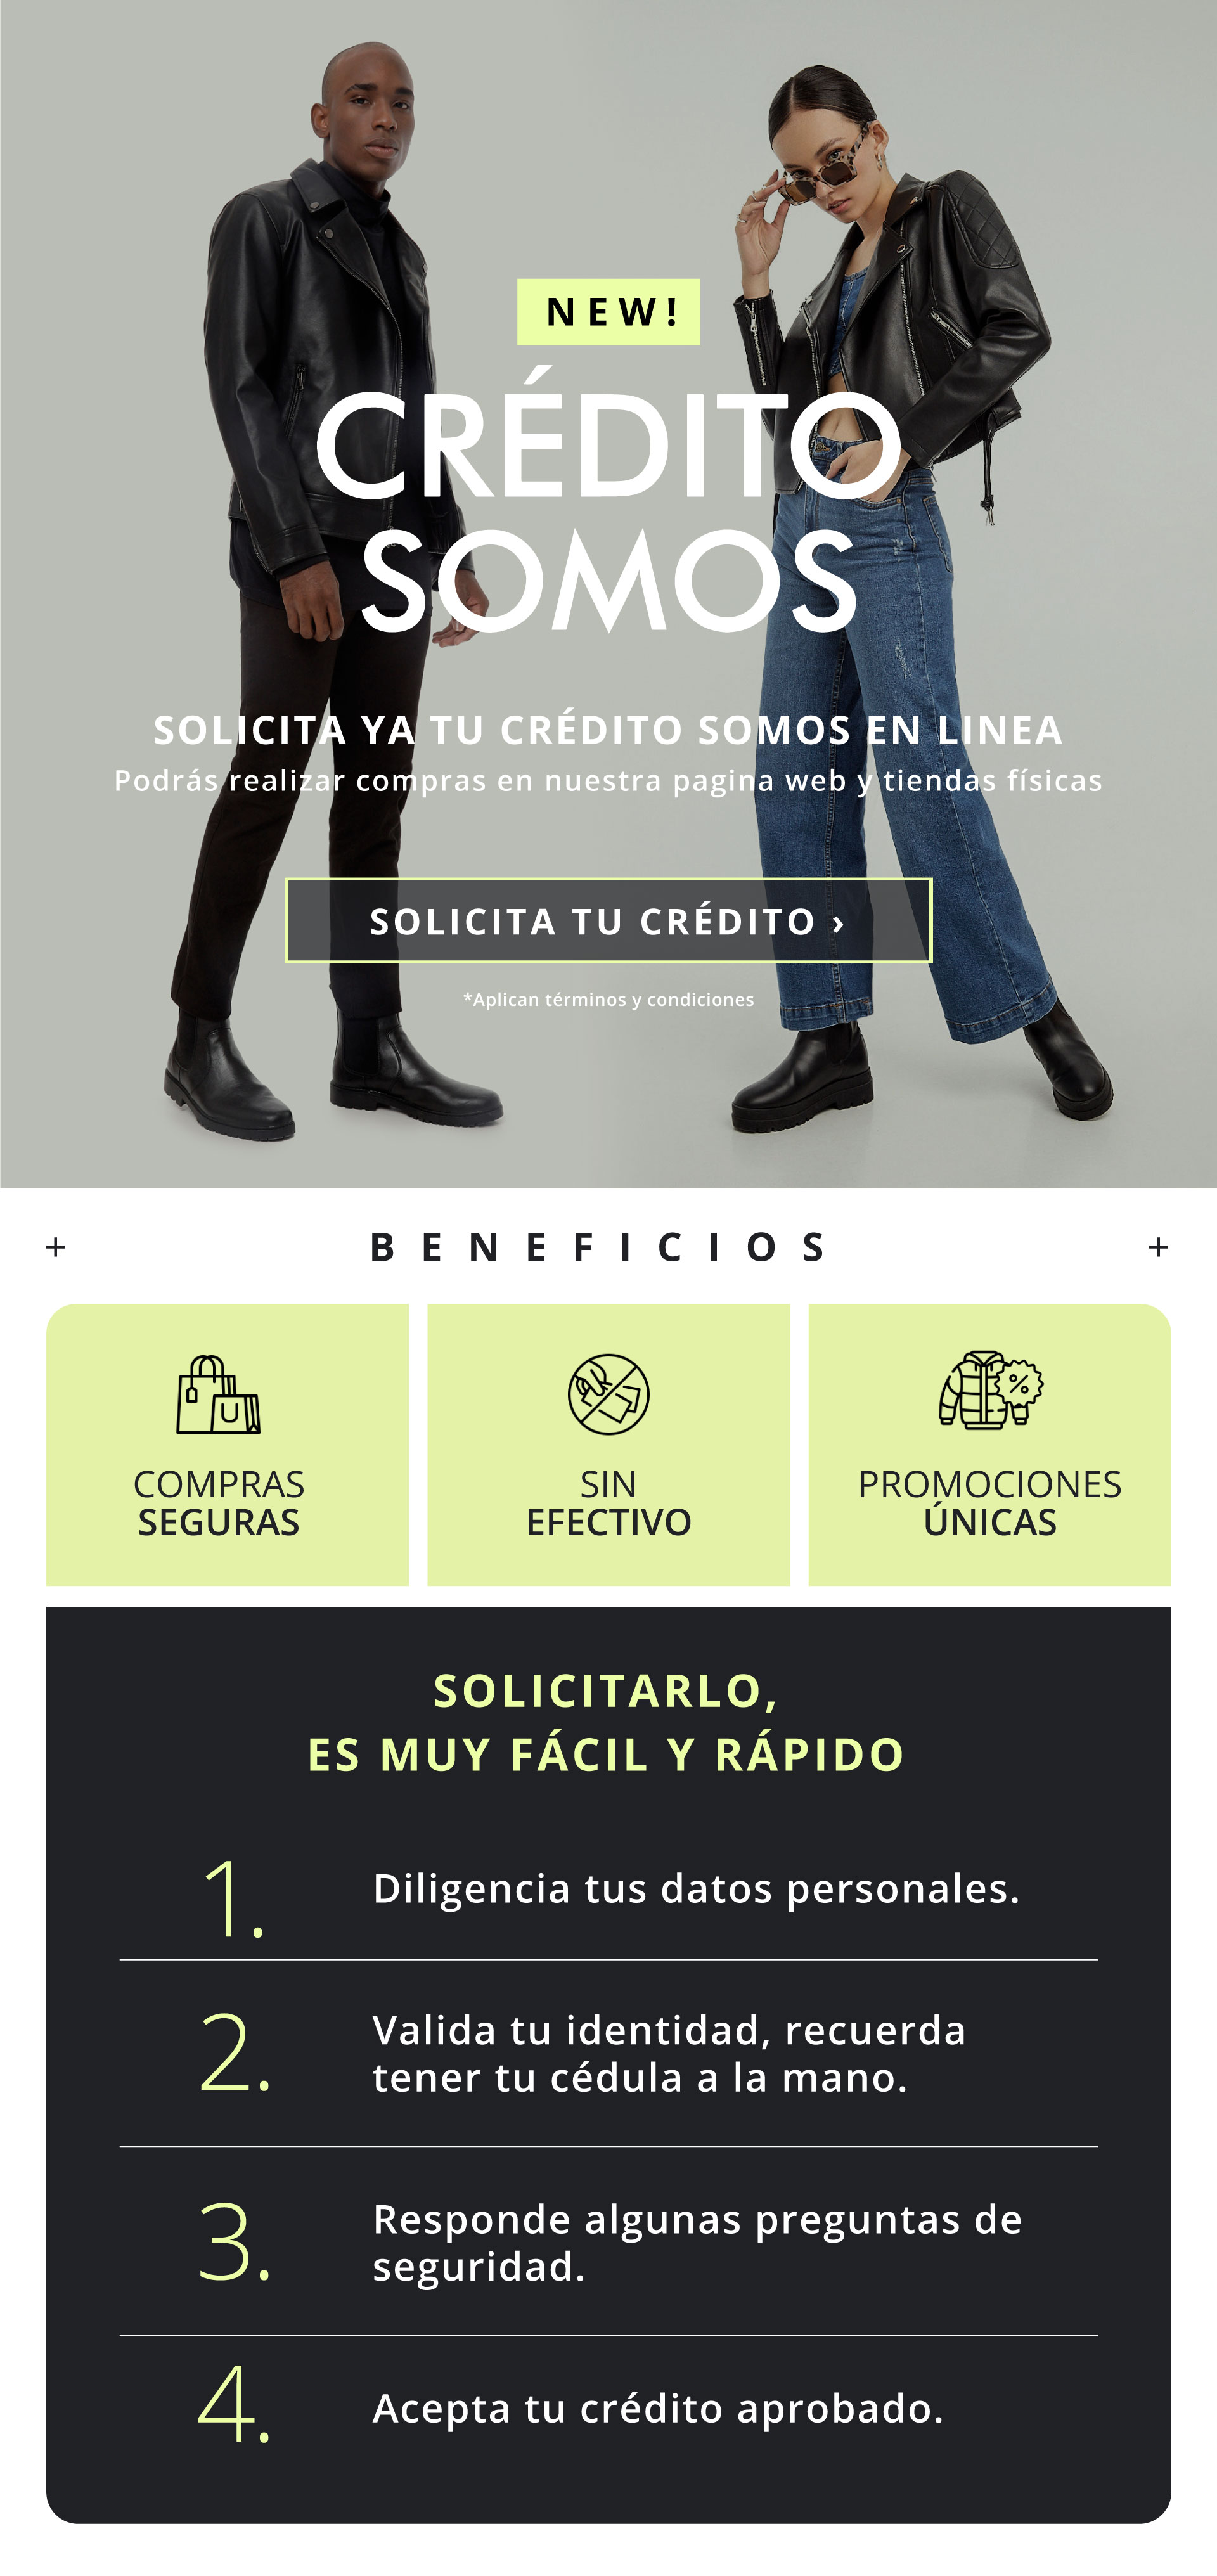 NEW!
CRÉDITO
SOMOS
SOLICITA YA TU CRÉDITO SOMOS EN LINEA
Podrás realizar compras en nuestra pagina web y tiendas físicas
SOLICITA TU CRÉDITO ›
*Aplican términos y condiciones
+ BENEFICIOS +
COMPRAS
SEGURAS
SIN
EFECTIVO
%
PROMOCIONES
ÚNICAS
SOLICITARLO,
ES MUY FÁCIL Y RÁPIDO
1. Diligencia tus datos personales.
2. Valida tu identidad, recuerda
tener tu cédula a la mano.
3. Responde algunas preguntas de
seguridad.
4. Acepta tu crédito aprobado.